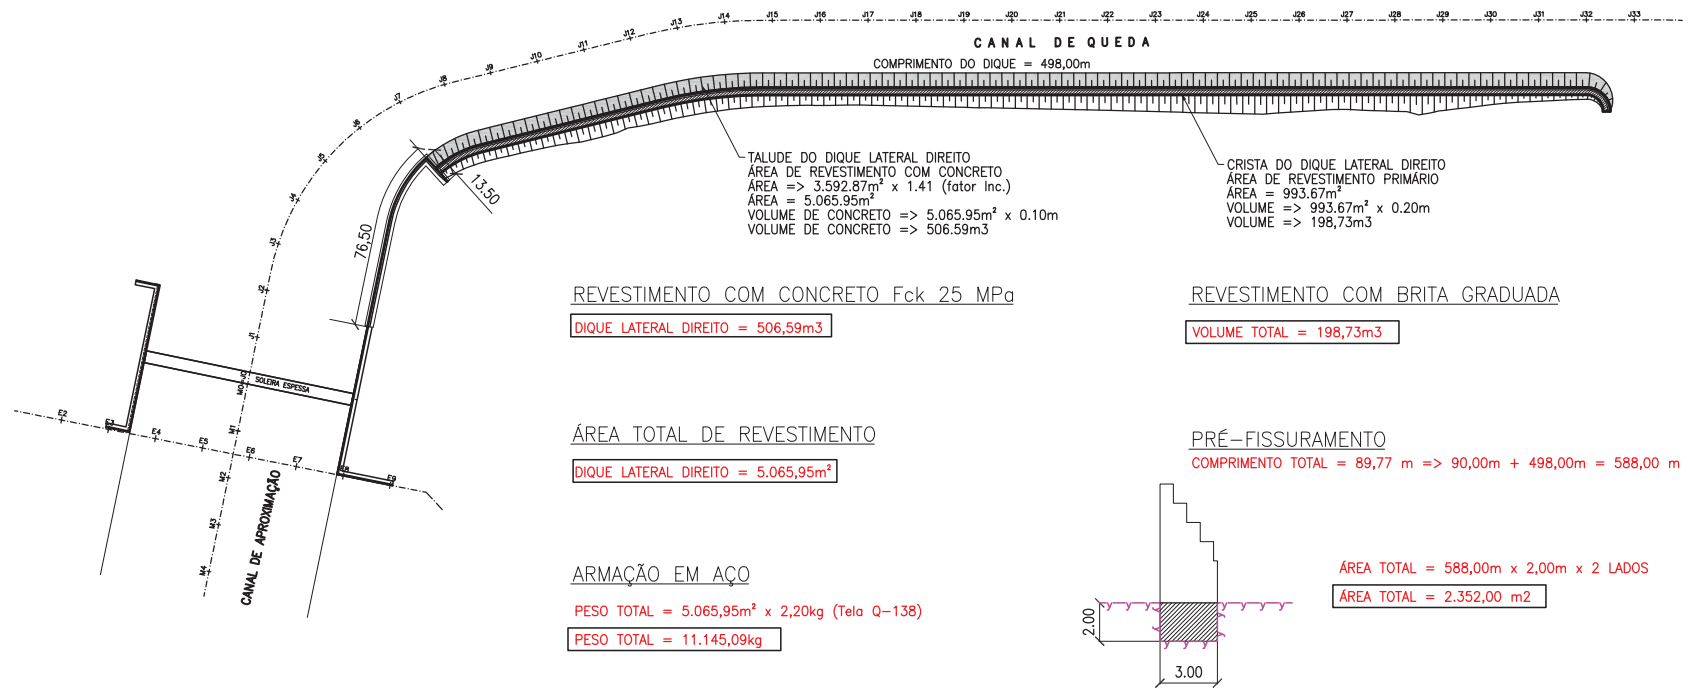 J13 J14 J15 J16 J17 J18 J19 J20 J21 J22 J23 J24 J25 J26 J27 J28 J29 J30 J31 J32 J33
J12
J11
J10
J9
J8
J7
J6
J5
J4
J3
J2
J1
J0
CANAL DE QUEDA
COMPRIMENTO DO DIQUE = 498,00m
TALUDE DO DIQUE LATERAL DIREITO
ÁREA DE REVESTIMENTO COM CONCRETO
ÁREA => 3.592.87m² x 1.41 (fator Inc.)
ÁREA = 5.065.95m²
VOLUME DE CONCRETO => 5.065.95m² x 0.10m
VOLUME DE CONCRETO => 506.59m3
CRISTA DO DIQUE LATERAL DIREITO
ÁREA DE REVESTIMENTO PRIMÁRIO
ÁREA = 993.67m²
VOLUME => 993.67m² x 0.20m
VOLUME => 198,73m3
13.50
76,50
REVESTIMENTO COM CONCRETO Fck 25 MPa
DIQUE LATERAL DIREITO = 506,59m3
REVESTIMENTO COM BRITA GRADUADA
VOLUME TOTAL = 198,73m3
SOLEIRA ESPESSA
M0
M1
M2
M3
M4
E2
E3
E4
E5
E6
E7
E8
E9
CANAL DE APROXIMAÇÃO
ÁREA TOTAL DE REVESTIMENTO
DIQUE LATERAL DIREITO = 5.065,95m²
PRÉ-FISSURAMENTO
COMPRIMENTO TOTAL = 89,77 m => 90,00m + 498,00m = 588,00 m
ARMAÇÃO EM AÇO
PESO TOTAL = 5.065,95m² x 2,20kg (Tela Q-138)
PESO TOTAL = 11.145,09kg
ÁREA TOTAL = 588,00m x 2,00m x 2 LADOS
ÁREA TOTAL = 2.352,00 m2
2.00
3.00